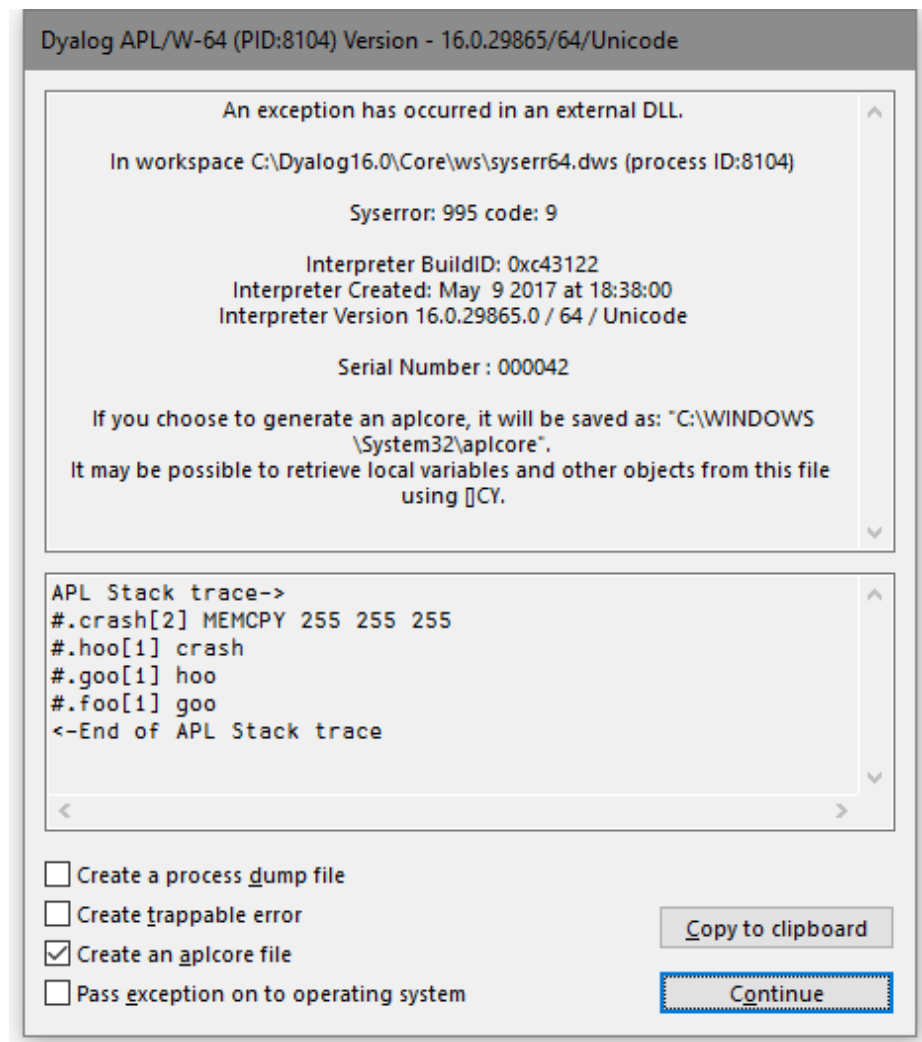 Dyalog APL/W-64 (PID:8104) Version - 16.0.29865/64/Unicode
An exception has occurred in an external DLL.
In workspace C:\Dyalog16.0\Core\ws\syserr64.dws (process ID:8104)
Syserror: 995 code: 9
Interpreter BuildID: 0xc43122
Interpreter Created: May  9 2017 at 18:38:00
Interpreter Version 16.0.29865.0 / 64 / Unicode
Serial Number : 000042
If you choose to generate an aplcore, it will be saved as: "C:\WINDOWS
\System32\aplcore".
It may be possible to retrieve local variables and other objects from this file
using ▯CY.
APL Stack trace->
#.crash[2] MEMCPY 255 255 255
#.hoo[1] crash
#.goo[1] hoo
#.foo[1] goo
<-End of APL Stack trace
Create a process dump file
Create trappable error
Copy to clipboard
Create an aplcore file
Pass exception on to operating system
Continue